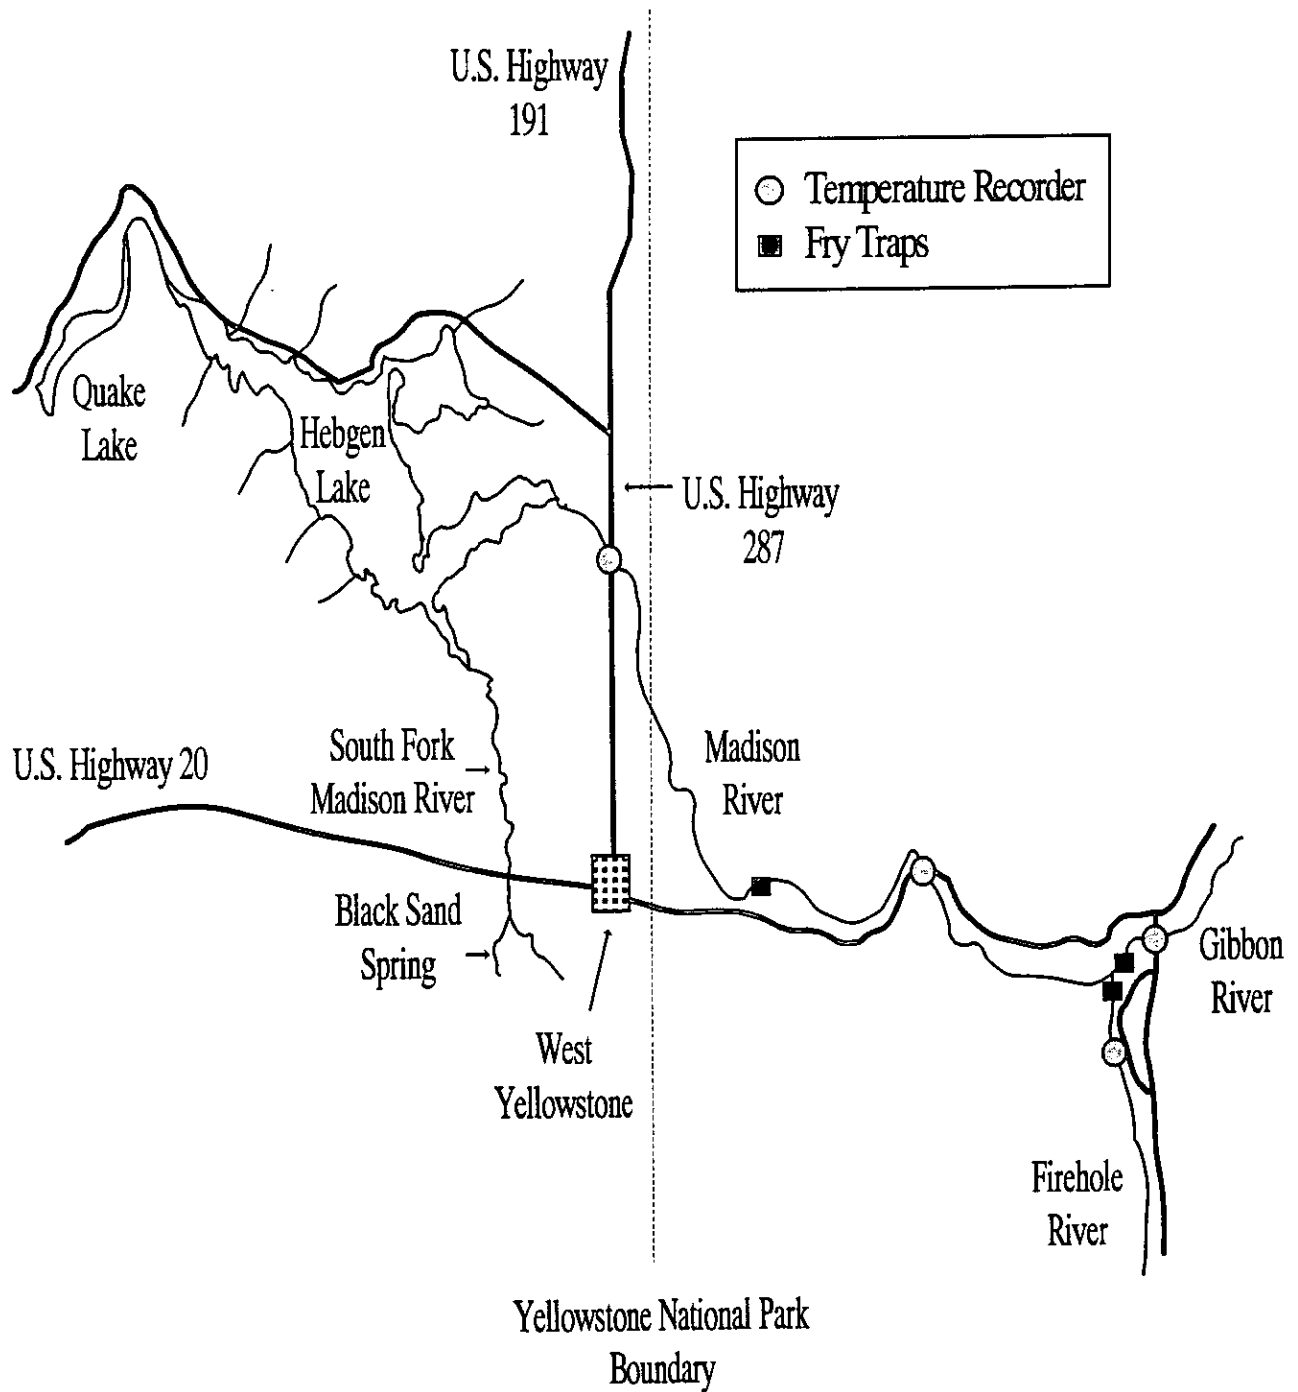 U.S. Highway
191
Temperature Recorder
Fry Traps
Quake
Lake
Hebgen
Lake
U.S. Highway
287
South Fork
Madison River
Madison
River
U.S. Highway 20
Black Sand
Spring
Gibbon
River
West
Yellowstone
Firehole
River
Yellowstone National Park
Boundary